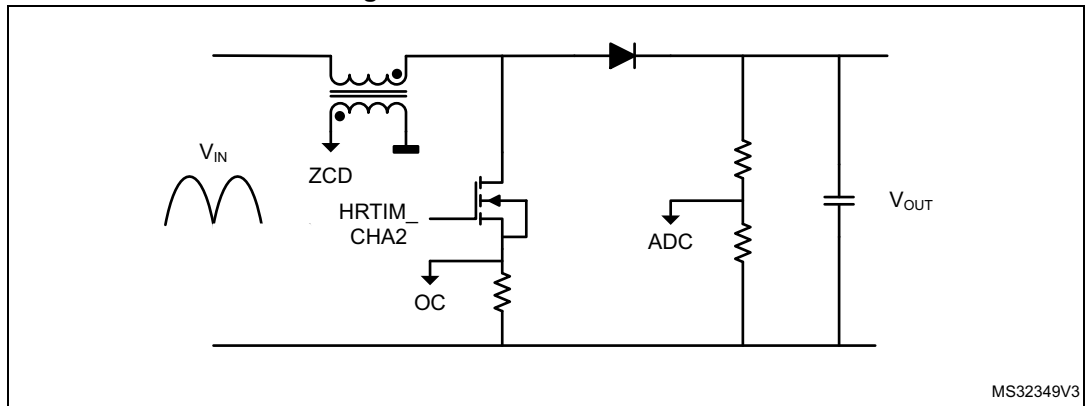 V_IN
ZCD
HRTIM_
CHA2
OC
ADC
V_OUT
MS32349V3